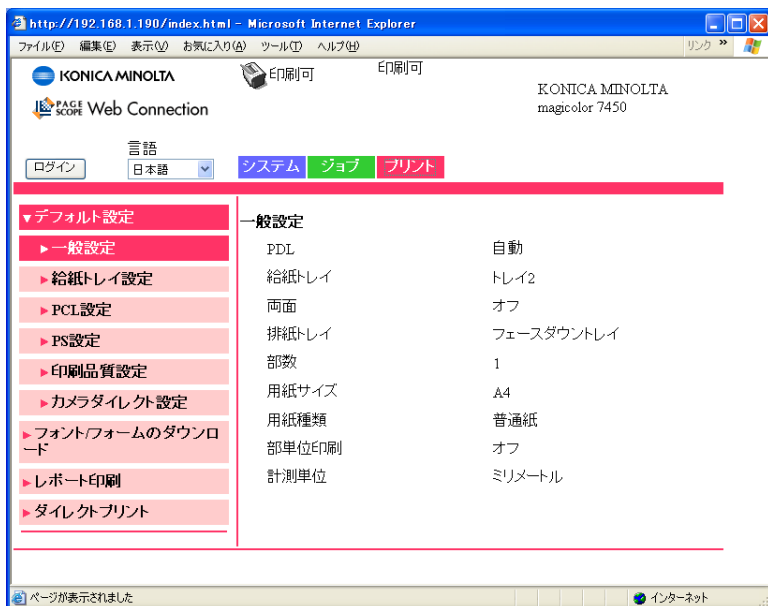 http://192.168.1.190/index.html - Microsoft Internet Explorer
ファイル(F) 編集(E) 表示(V) お気に入り(A) ツール(T) ヘルプ(H) リンク »
KONICA MINOLTA
印刷可
印刷可
KONICA MINOLTA
magicolor 7450
PAGE SCOPE Web Connection
言語
ログイン
日本語
システム ジョブ プリント
▼デフォルト設定
►一般設定
►給紙トレイ設定
►PCL設定
►PS設定
►印刷品質設定
►カメラダイレクト設定
►フォント/フォームのダウンロ
ード
►レポート印刷
►ダイレクトプリント
一般設定
PDL 自動
給紙トレイ トレイ2
両面 オフ
排紙トレイ フェースダウントレイ
部数 1
用紙サイズ A4
用紙種類 普通紙
部単位印刷 オフ
計測単位 ミリメートル
ページが表示されました
インターネット